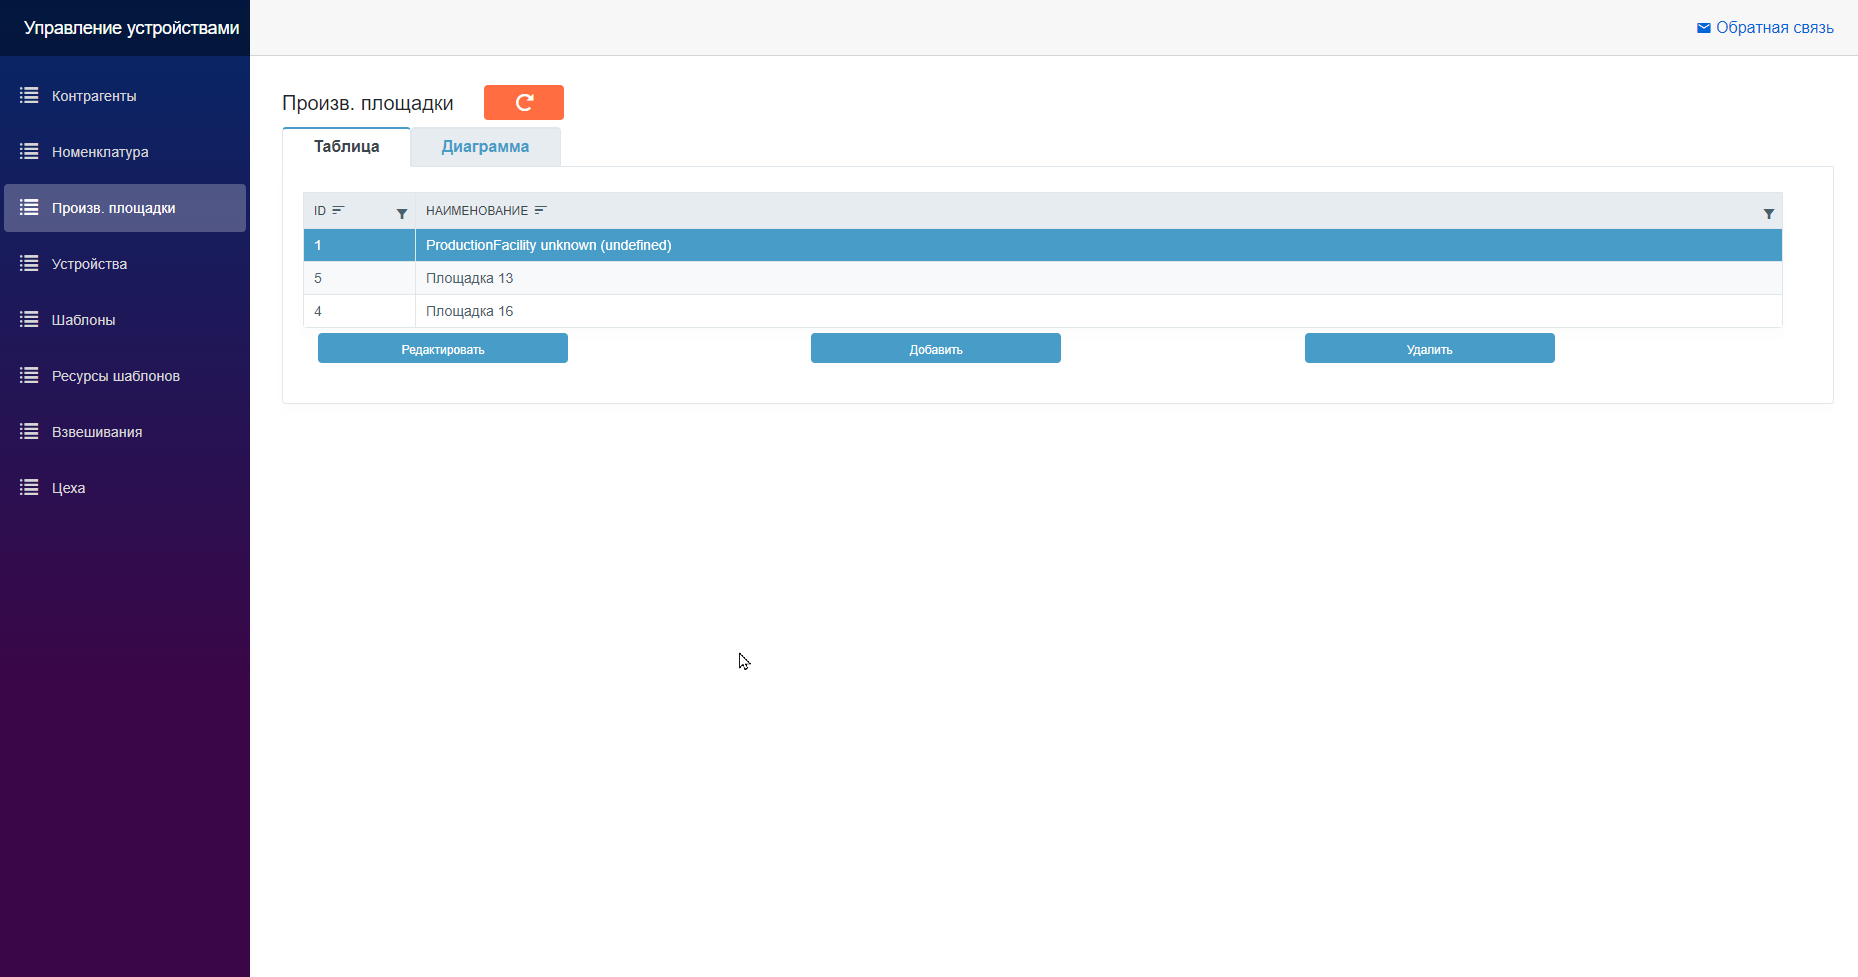 Управление устройствами
Обратная связь
Контрагенты
Номенклатура
Произв. площадки
Устройства
Шаблоны
Ресурсы шаблонов
Взвешивания
Цеха
Произв. площадки
Таблица Диаграмма
ID НАИМЕНОВАНИЕ
1 ProductionFacility unknown (undefined)
5 Площадка 13
4 Площадка 16
Редактировать Добавить Удалить